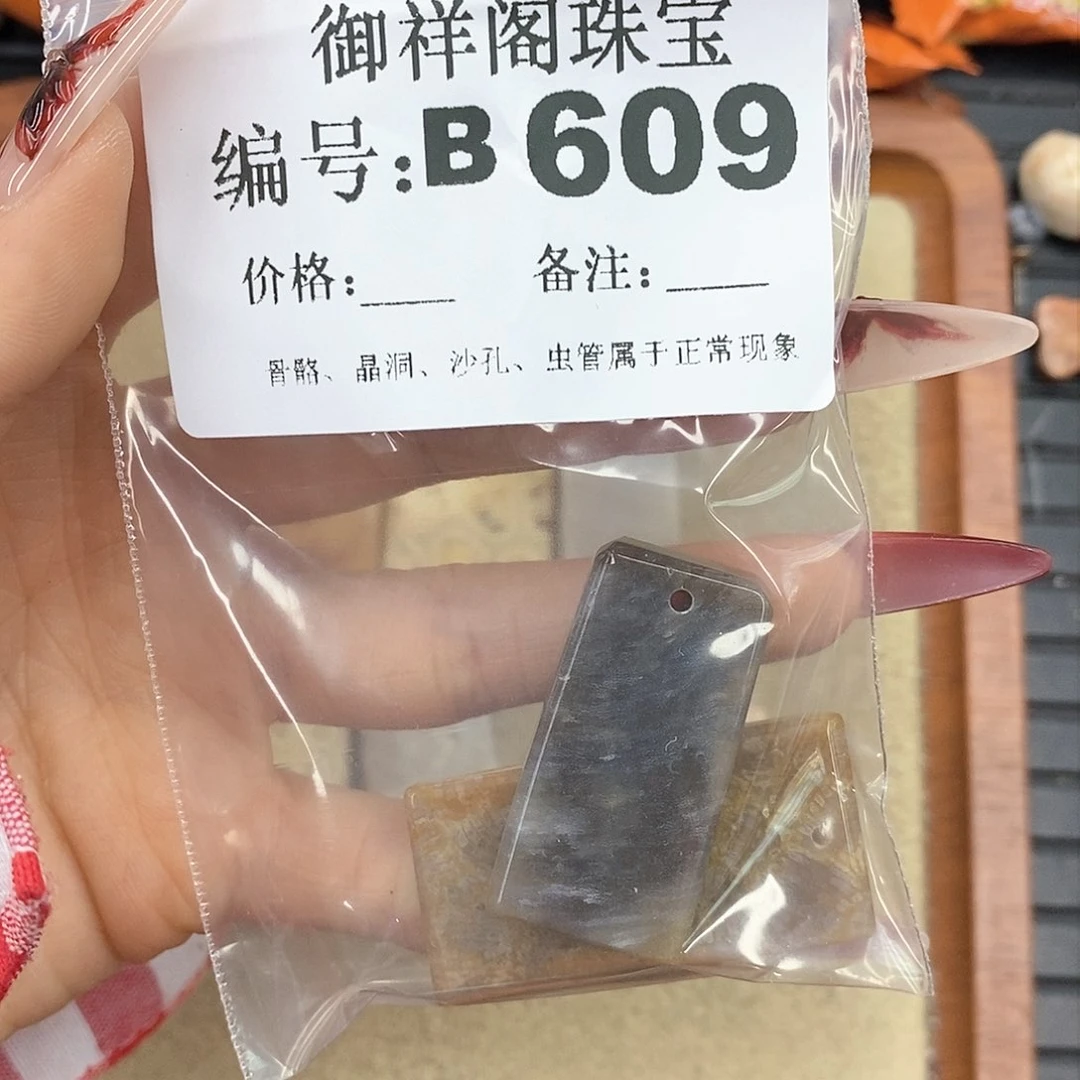 御祥阁珠宝
编号:B 609
价格:____ 备注:____
骨骼、晶洞、沙孔、虫管属于正常现象